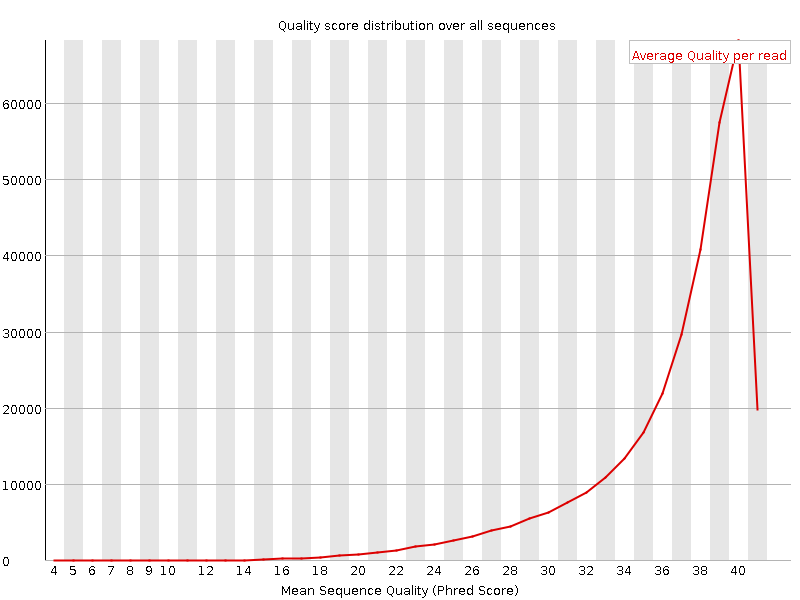 Quality score distribution over all sequences
Average Quality per read
60000
50000
40000
30000
20000
10000
0
4 5 6 7 8 9 10 12 14 16 18 20 22 24 26 28 30 32 34 36 38 40
Mean Sequence Quality (Phred Score)